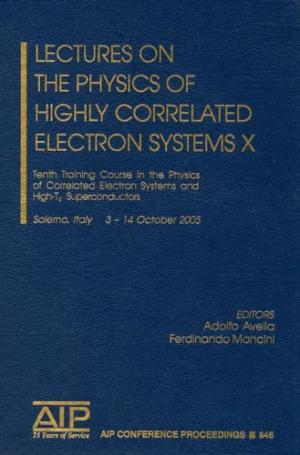 LECTURES ON
THE PHYSICS OF
HIGHLY CORRELATED
ELECTRON SYSTEMS X
Tenth Training Course in the Physics
of Correlated Electron Systems and
High-Tc Superconductors
Salerno, Italy 3 – 14 October 2005
EDITORS
Adolfo Avella
Ferdinando Mancini
AIP
75 Years of Service
AIP CONFERENCE PROCEEDINGS ■ 846